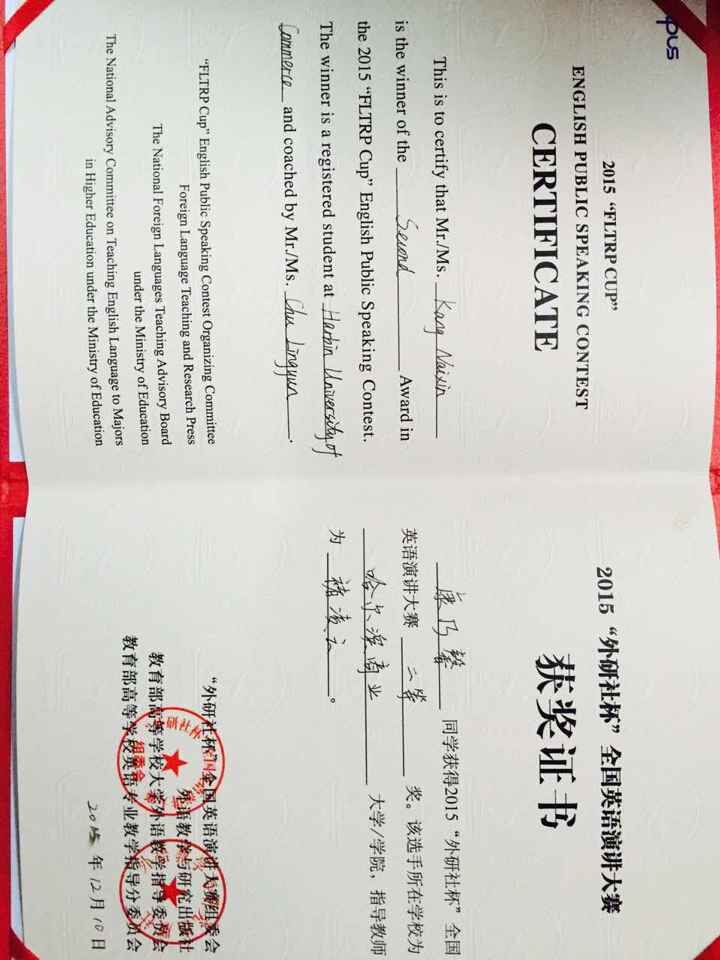 pus
2015 “FLTRP CUP”
ENGLISH PUBLIC SPEAKING CONTEST
CERTIFICATE
This is to certify that Mr./Ms. Kang Naixin
is the winner of the Second Award in
the 2015 “FLTRP Cup” English Public Speaking Contest.
The winner is a registered student at Harbin University of
Commerce and coached by Mr./Ms. Chu Lingyun.
“FLTRP Cup” English Public Speaking Contest Organizing Committee
Foreign Language Teaching and Research Press
The National Foreign Languages Teaching Advisory Board
under the Ministry of Education
The National Advisory Committee on Teaching English Language to Majors
in Higher Education under the Ministry of Education
2015 “外研社杯” 全国英语演讲大赛
获奖证书
康乃馨 同学获得2015 “外研社杯” 全国
英语演讲大赛 二等 奖。该选手所在学校为
哈尔滨商业 大学/学院，指导教师
为 褚凌云。
“外研社杯”全国英语演讲大赛组委会
外语教学与研究出版社
教育部高等学校大学外语教学指导委员会
教育部高等学校英语专业教学指导分委员会
2015年12月10日